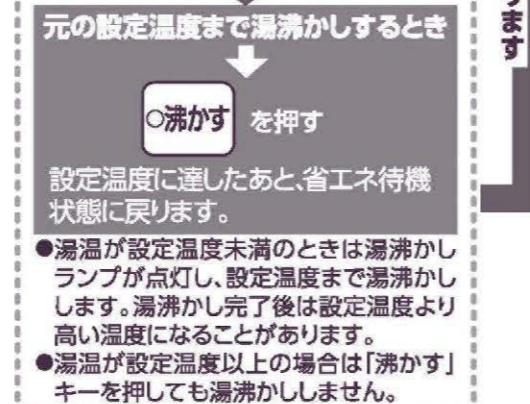 元の設定温度まで湯沸かしするとき
○沸かす を押す
設定温度に達したあと、省エネ待機
状態に戻ります。
●湯温が設定温度未満のときは湯沸かし
ランプが点灯し、設定温度まで湯沸かし
します。湯沸かし完了後は設定温度より
高い温度になることがあります。
●湯温が設定温度以上の場合は「沸かす」
キーを押しても湯沸かししません。
ります